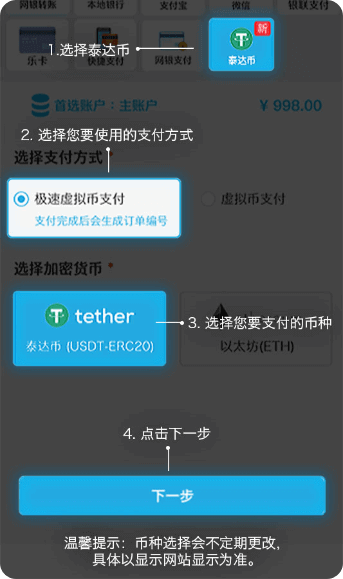 网银转账 本地银行 支付宝 微信 银联支付
新
1.选择泰达币
乐卡 快捷支付 网银支付 泰达币
首选账户：主账户 ¥ 998.00
2. 选择您要使用的支付方式
选择支付方式 *
极速虚拟币支付 虚拟币支付
支付完成后会生成订单编号
选择加密货币 *
tether
3. 选择您要支付的币种
泰达币 (USDT-ERC20) 以太坊(ETH)
4. 点击下一步
下一步
温馨提示：币种选择会不定期更改，
具体以显示网站显示为准。